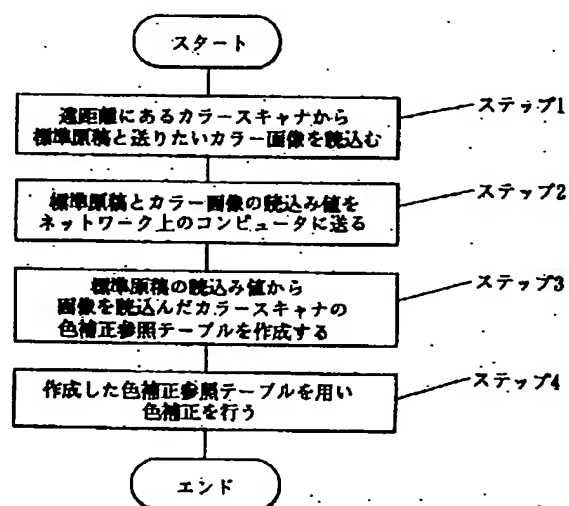 スタート
遠距離にあるカラースキャナから
標準原稿と送りたいカラー画像を読込む
ステップ1
標準原稿とカラー画像の読込み値を
ネットワーク上のコンピュータに送る
ステップ2
標準原稿の読込み値から
画像を読込んだカラースキャナの
色補正参照テーブルを作成する
ステップ3
作成した色補正参照テーブルを用い
色補正を行う
ステップ4
エンド